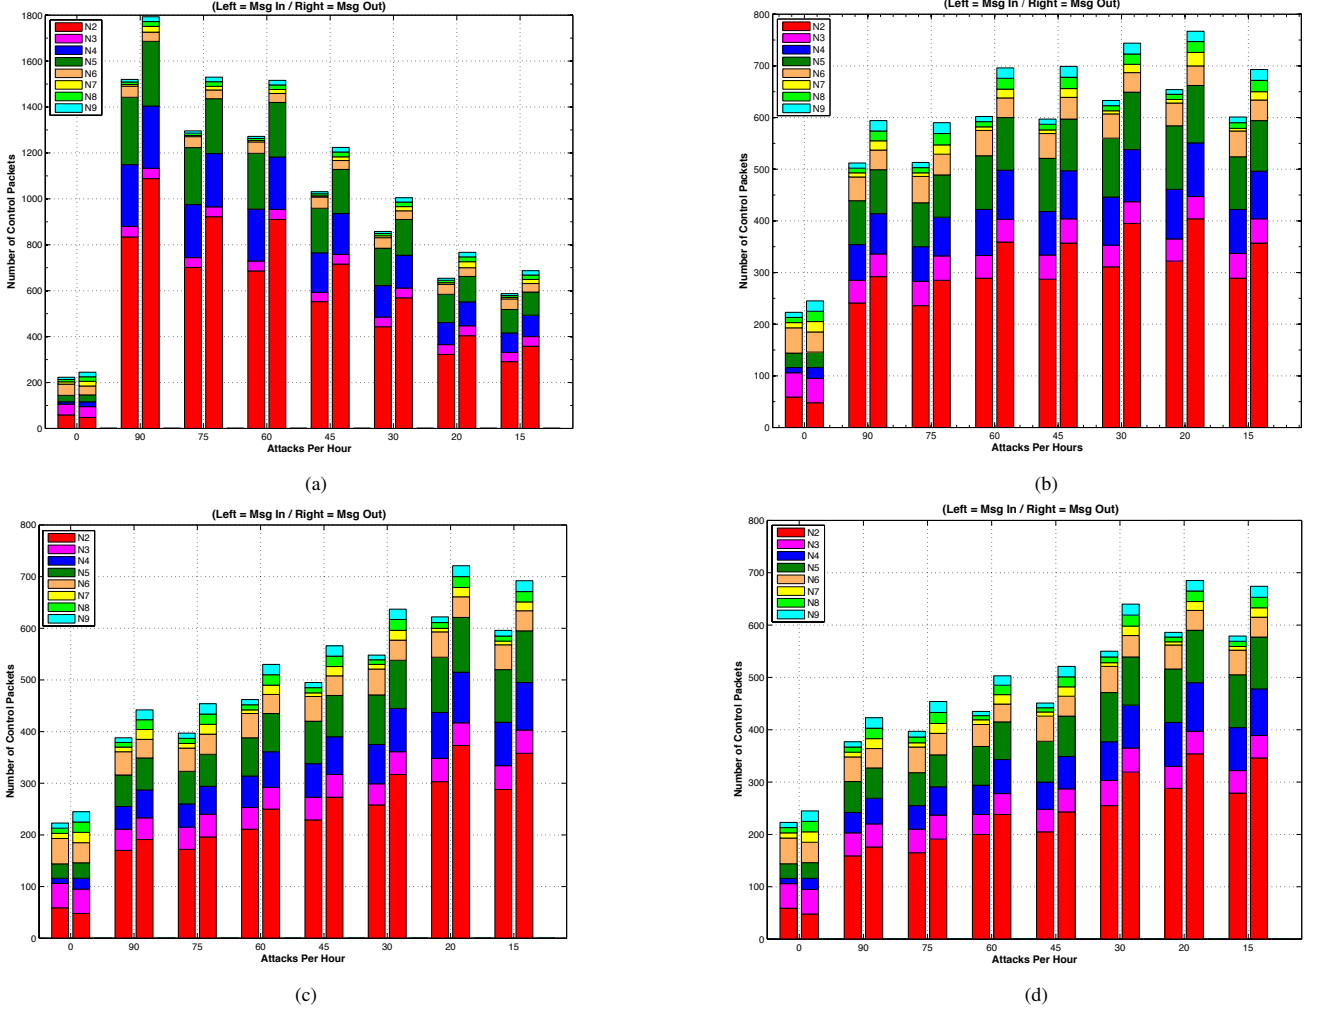 (Left = Msg In / Right = Msg Out)
1800
1600
1400
1200
1000
800
600
400
200
0
Number of Control Packets
N2
N3
N4
N5
N6
N7
N8
N9
0 90 75 60 45 30 20 15
Attacks Per Hour
(a)
(Left = Msg In / Right = Msg Out)
800
700
600
500
400
300
200
100
0
Number of Control Packets
N2
N3
N4
N5
N6
N7
N8
N9
0 90 75 60 45 30 20 15
Attacks Per Hours
(b)
(Left = Msg In / Right = Msg Out)
800
700
600
500
400
300
200
100
0
Number of Control Packets
N2
N3
N4
N5
N6
N7
N8
N9
0 90 75 60 45 30 20 15
Attacks Per Hour
(c)
(Left = Msg In / Right = Msg Out)
800
700
600
500
400
300
200
100
0
Number of Control Packets
N2
N3
N4
N5
N6
N7
N8
N9
0 90 75 60 45 30 20 15
Attacks Per Hour
(d)